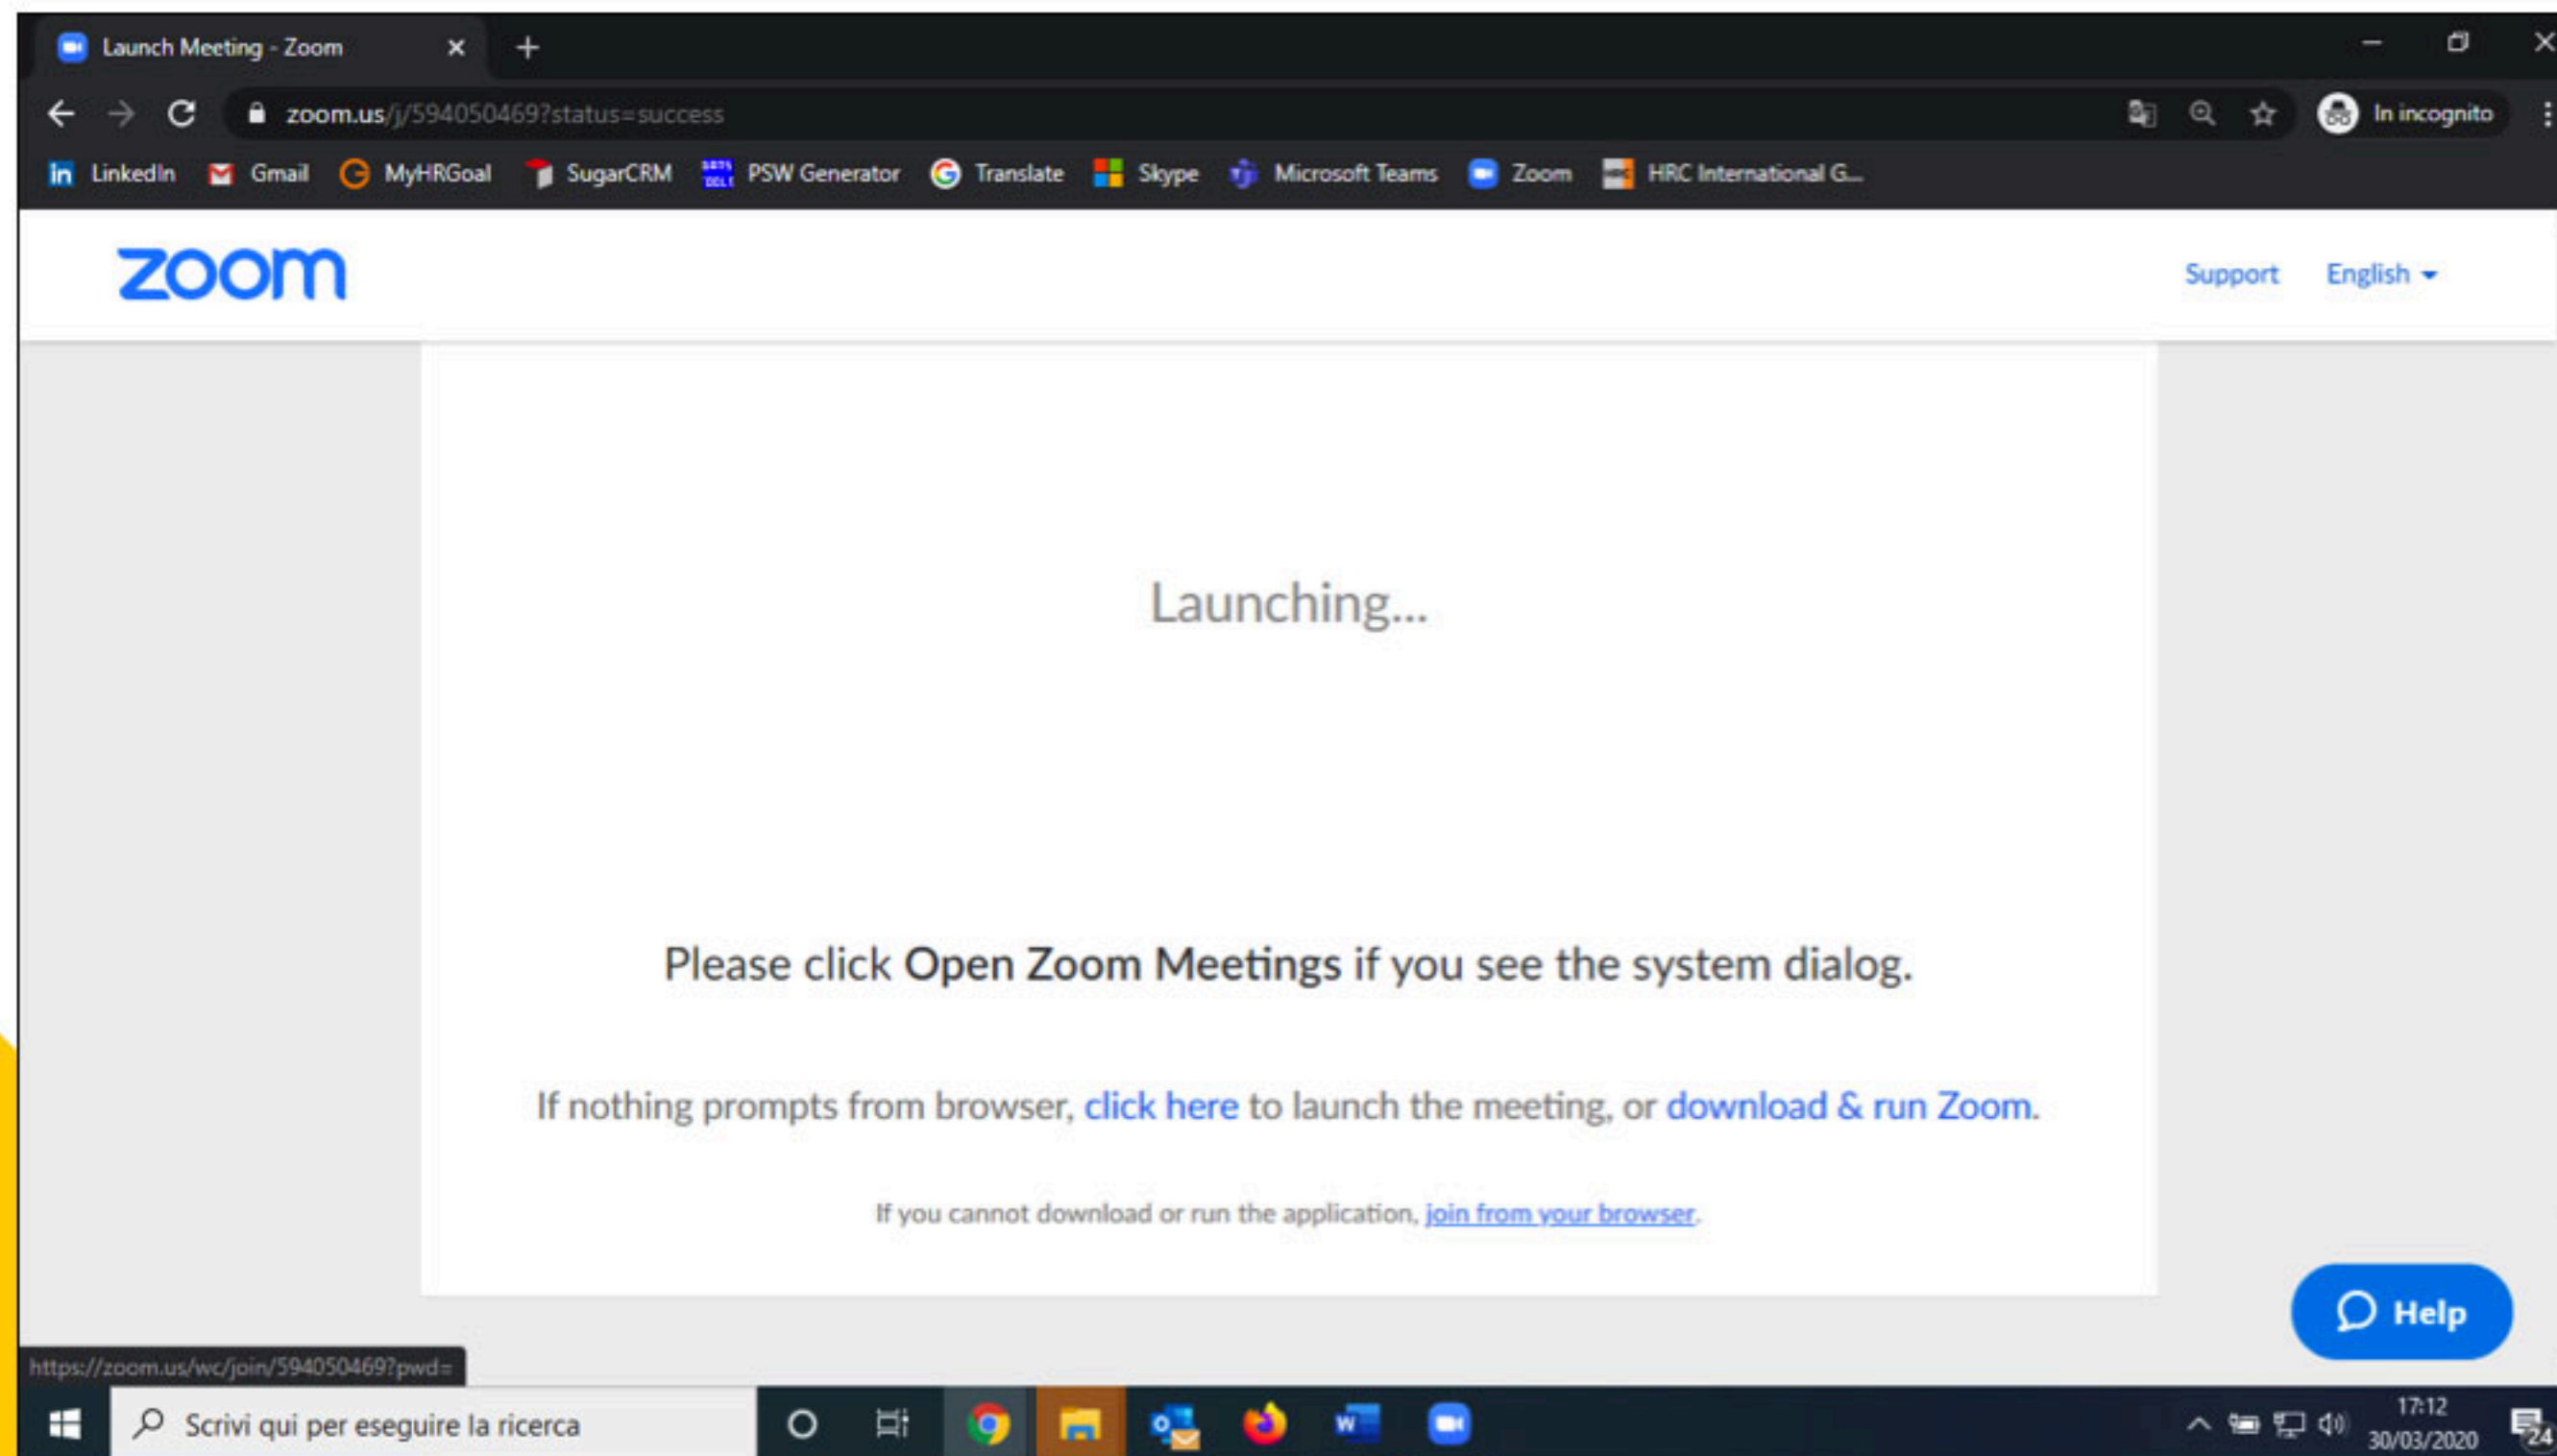 Launch Meeting - Zoom
zoom.us/j/594050469?status=success
In incognito
LinkedIn Gmail MyHRGoal SugarCRM PSW Generator Translate Skype Microsoft Teams Zoom HRC International G...
zoom
Support English
Launching...
Please click Open Zoom Meetings if you see the system dialog.
If nothing prompts from browser, click here to launch the meeting, or download & run Zoom.
If you cannot download or run the application, join from your browser.
Help
https://zoom.us/wc/join/594050469?pwd=
Scrivi qui per eseguire la ricerca
17:12
30/03/2020
24